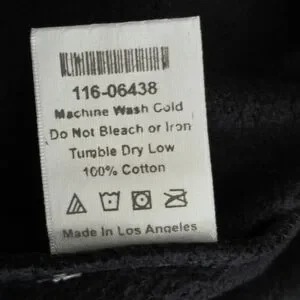 116-06438
Machine Wash Cold
Do Not Bleach or Iron
Tumble Dry Low
100% Cotton
Made In Los Angeles